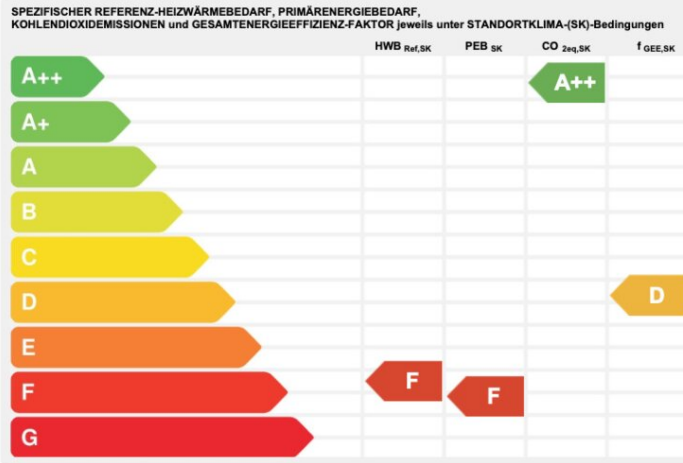 SPEZIFISCHER REFERENZ-HEIZWÄRMEBEDARF, PRIMÄRENERGIEBEDARF,
KOHLENDIOXIDEMISSIONEN und GESAMTENERGIEEFFIZIENZ-FAKTOR jeweils unter STANDORTKLIMA-(SK)-Bedingungen
HWB Ref,SK PEB SK CO 2eq,SK f GEE,SK
A++ A++
A+
A
B
C
D D
E
F F F
G